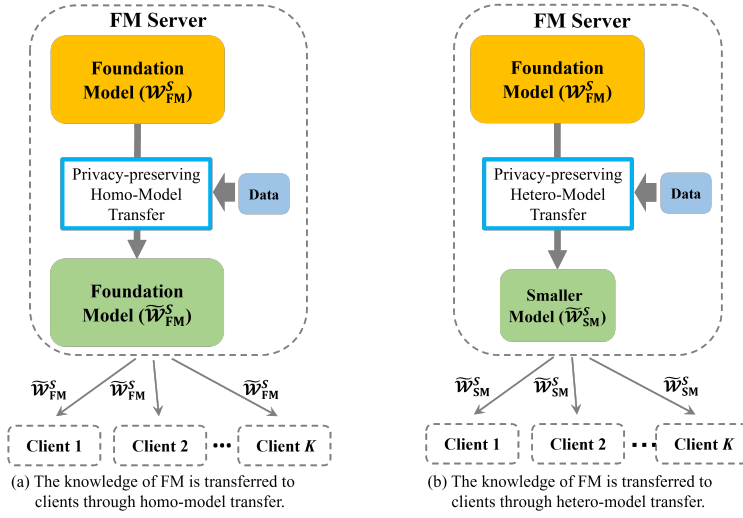 FM Server
Foundation
Model (𝓦^S_FM)
Privacy-preserving
Homo-Model
Transfer
Data
Foundation
Model (𝓦̃^S_FM)
𝓦̃^S_FM 𝓦̃^S_FM 𝓦̃^S_FM
Client 1 Client 2 ••• Client K
(a) The knowledge of FM is transferred to
clients through homo-model transfer.
FM Server
Foundation
Model (𝓦^S_FM)
Privacy-preserving
Hetero-Model
Transfer
Data
Smaller
Model (𝓦̃^S_SM)
𝓦̃^S_SM 𝓦̃^S_SM 𝓦̃^S_SM
Client 1 Client 2 ••• Client K
(b) The knowledge of FM is transferred to
clients through hetero-model transfer.